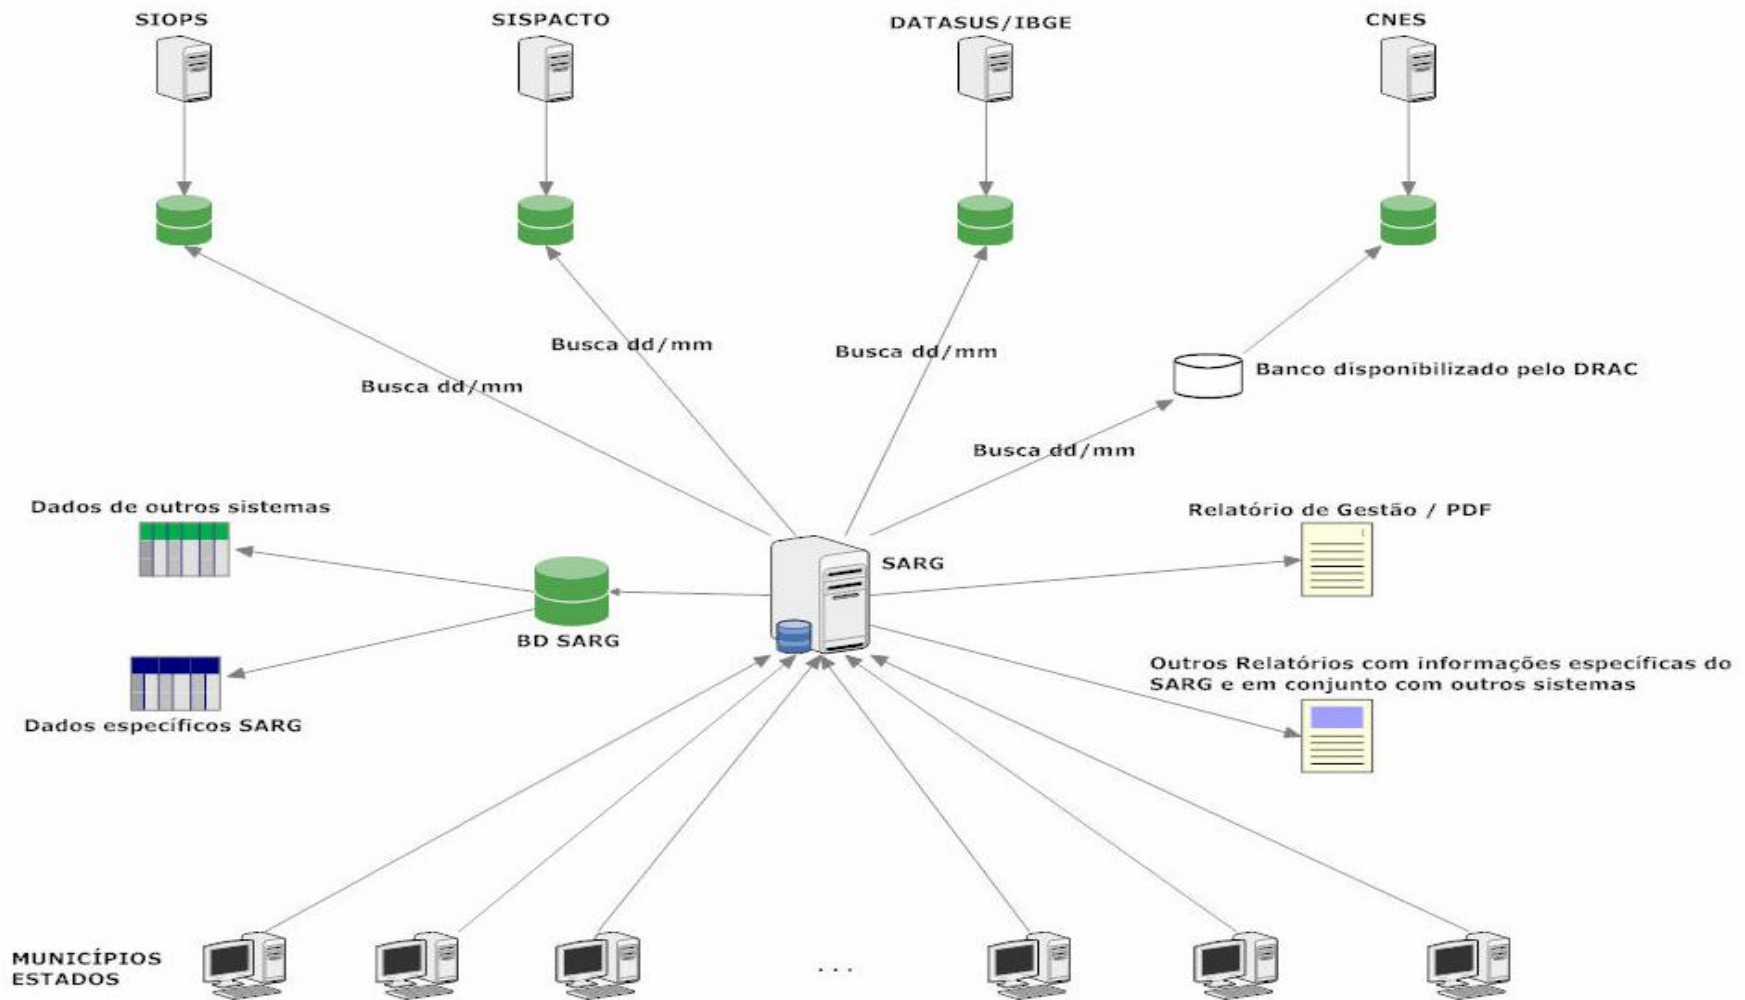 SIOPS
SISPACTO
DATASUS/IBGE
CNES
Busca dd/mm
Busca dd/mm
Busca dd/mm
Banco disponibilizado pelo DRAC
Busca dd/mm
Dados de outros sistemas
Relatório de Gestão / PDF
SARG
BD SARG
Outros Relatórios com informações específicas do
SARG e em conjunto com outros sistemas
Dados específicos SARG
MUNICÍPIOS
ESTADOS
...